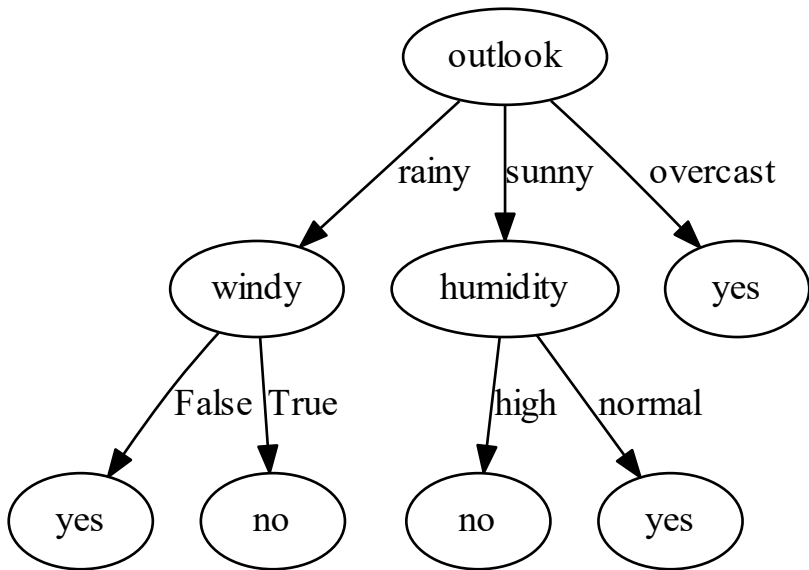 outlook
rainy
sunny
overcast
windy
humidity
yes
False
True
high
normal
yes
no
no
yes